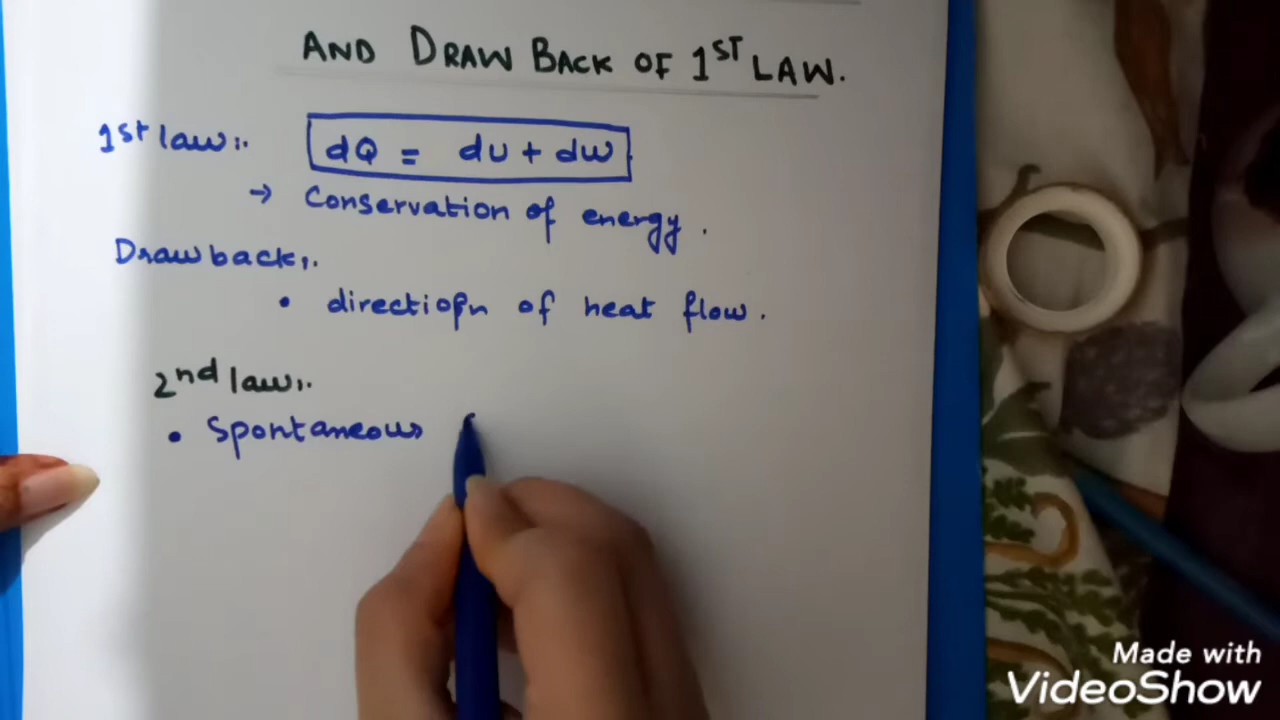 AND DRAW BACK OF 1ST LAW.
1st law:. dQ = du + dw
→ Conservation of energy.
Drawback:.
• direction of heat flow.
2nd law:.
• Spontaneous
Made with
VideoShow